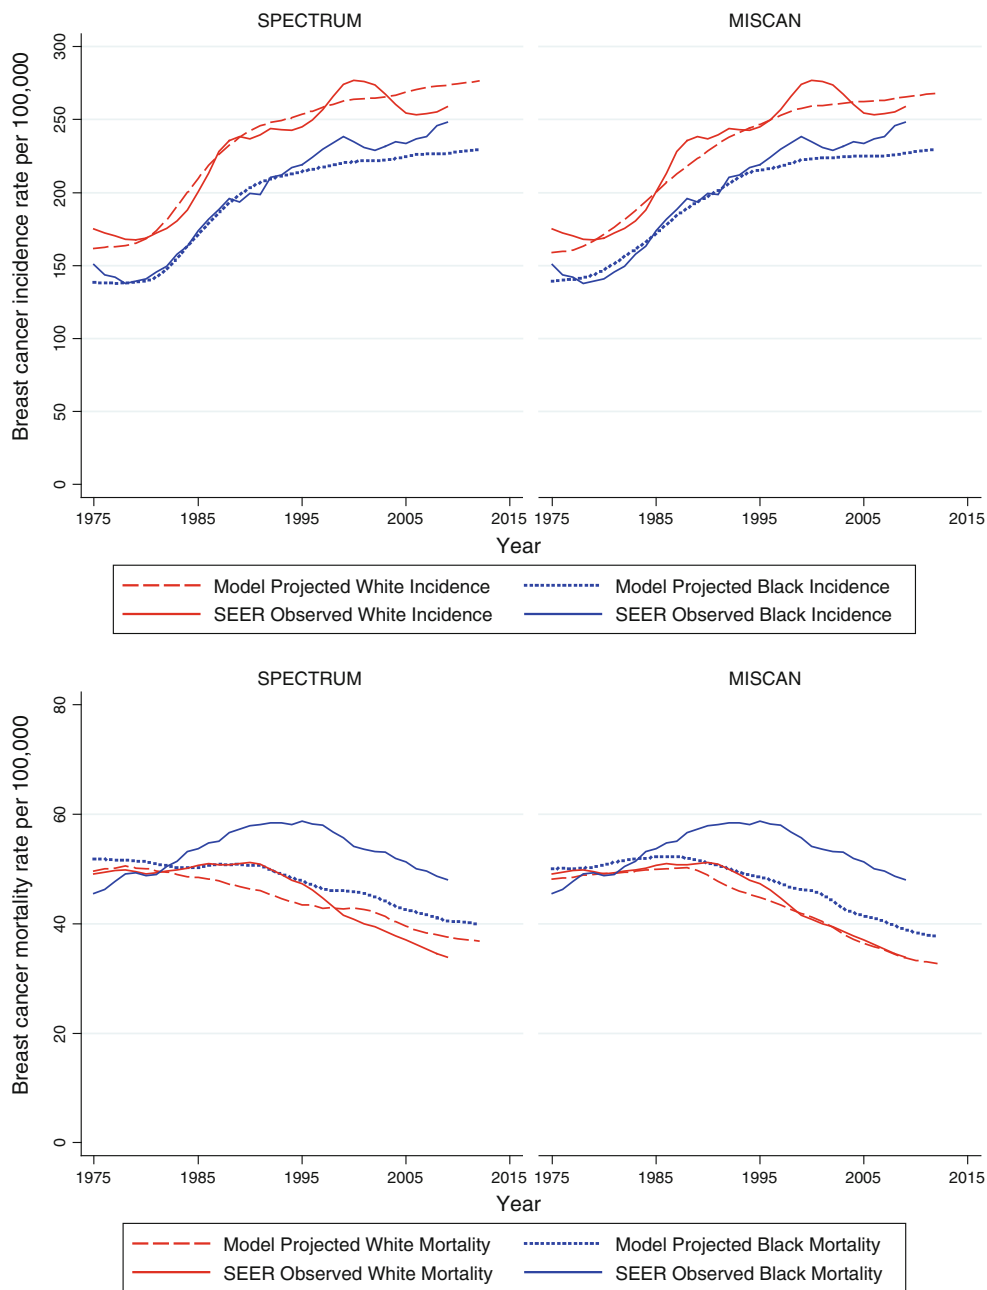 SPECTRUM MISCAN
Breast cancer incidence rate per 100,000
300
250
200
150
100
50
0
1975 1985 1995 2005 2015 1975 1985 1995 2005 2015
Year
Model Projected White Incidence Model Projected Black Incidence
SEER Observed White Incidence SEER Observed Black Incidence
SPECTRUM MISCAN
Breast cancer mortality rate per 100,000
80
60
40
20
0
1975 1985 1995 2005 2015 1975 1985 1995 2005 2015
Year
Model Projected White Mortality Model Projected Black Mortality
SEER Observed White Mortality SEER Observed Black Mortality